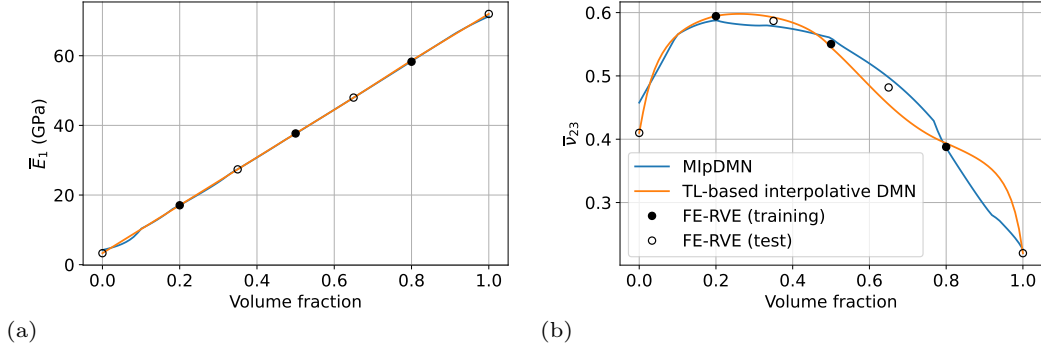 60
40
20
0
E̅₁ (GPa)
0.0 0.2 0.4 0.6 0.8 1.0
Volume fraction
(a)
0.6
0.5
0.4
0.3
ν̅₂₃
MIpDMN
TL-based interpolative DMN
FE-RVE (training)
FE-RVE (test)
0.0 0.2 0.4 0.6 0.8 1.0
Volume fraction
(b)